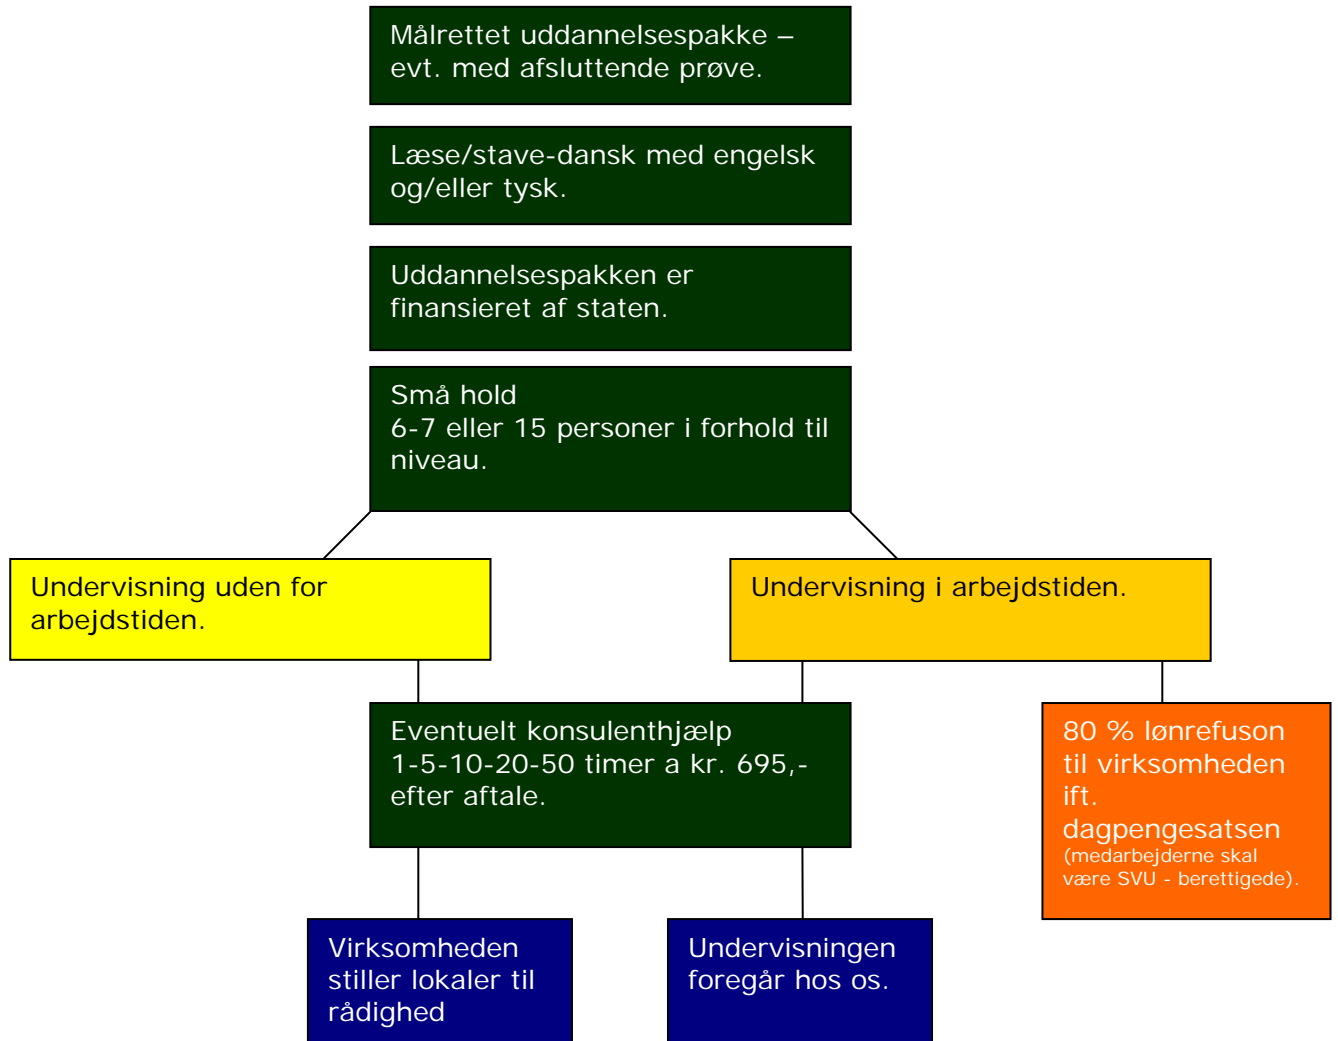 Målrettet uddannelsespakke –
evt. med afsluttende prøve.
Læse/stave-dansk med engelsk
og/eller tysk.
Uddannelsespakken er
finansieret af staten.
Små hold
6-7 eller 15 personer i forhold til
niveau.
Undervisning uden for
arbejdstiden.
Undervisning i arbejdstiden.
Eventuelt konsulenthjælp
1-5-10-20-50 timer a kr. 695,-
efter aftale.
80 % lønrefuson
til virksomheden
ift.
dagpengesatsen
(medarbejderne skal
være SVU - berettigede).
Virksomheden
stiller lokaler til
rådighed
Undervisningen
foregår hos os.